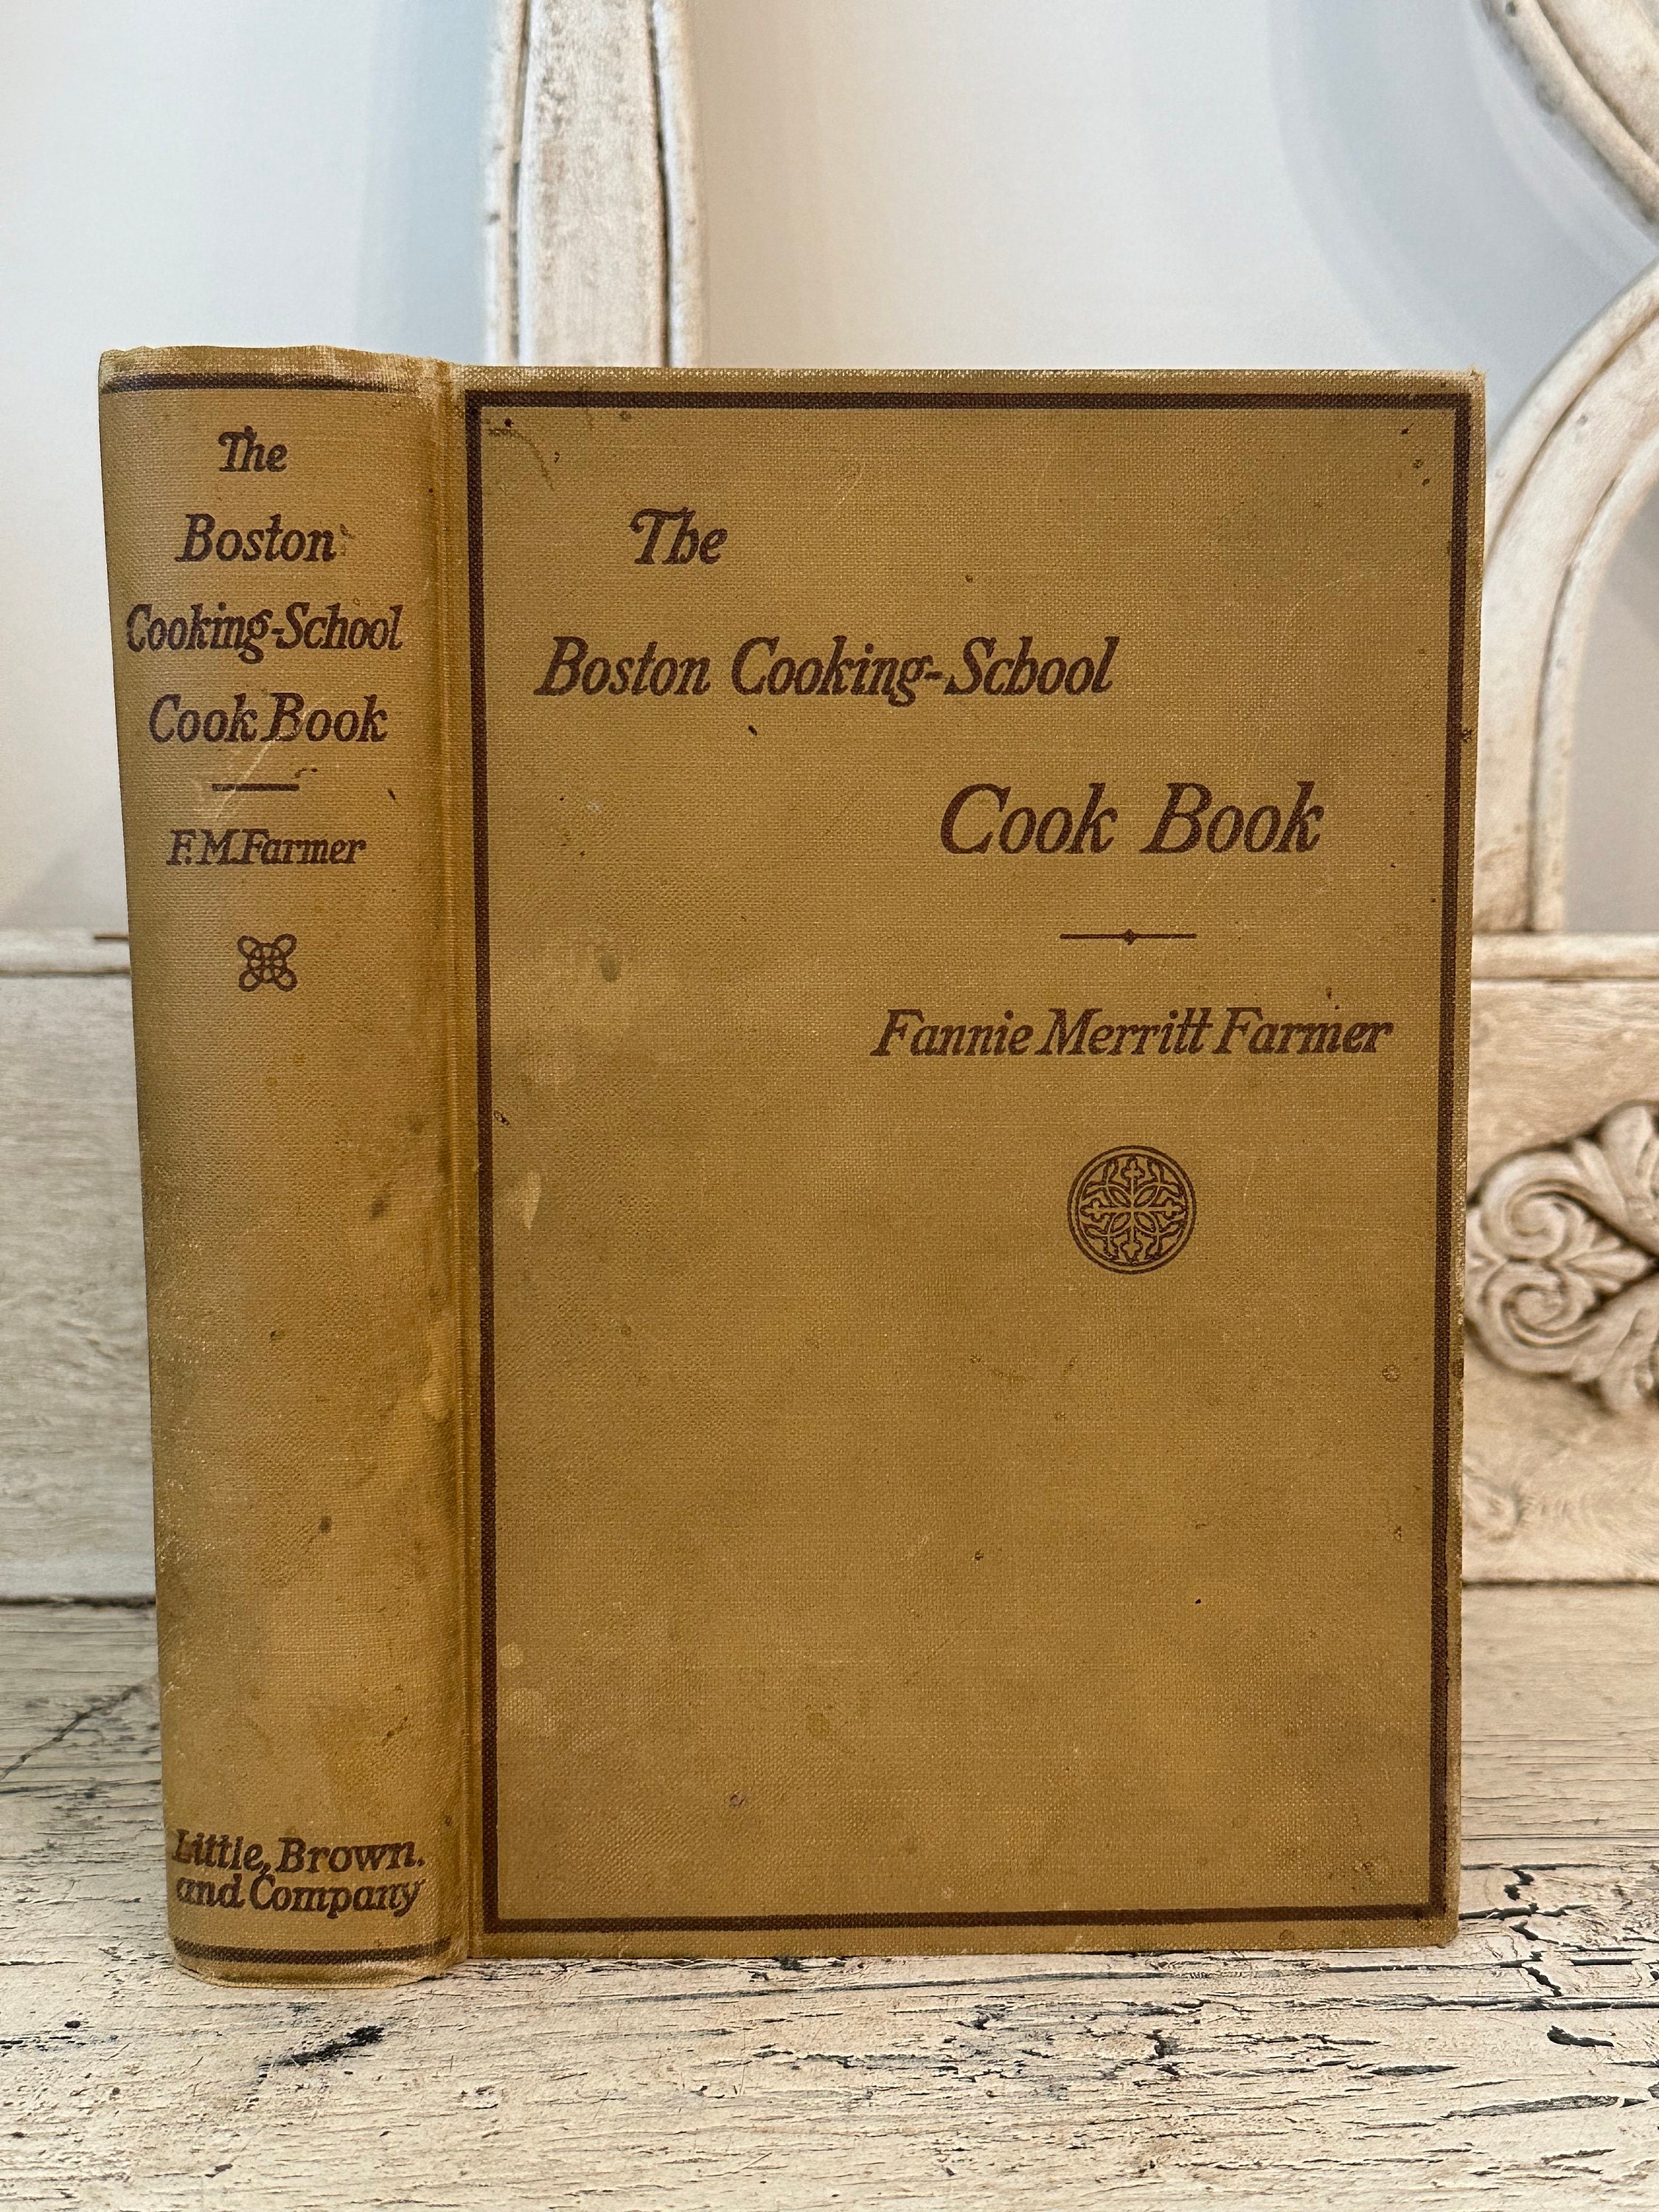 The
Boston
Cooking-School
Cook Book
F.M.Farmer
Little, Brown.
and Company
The
Boston Cooking-School
Cook Book
Fannie Merritt Farmer